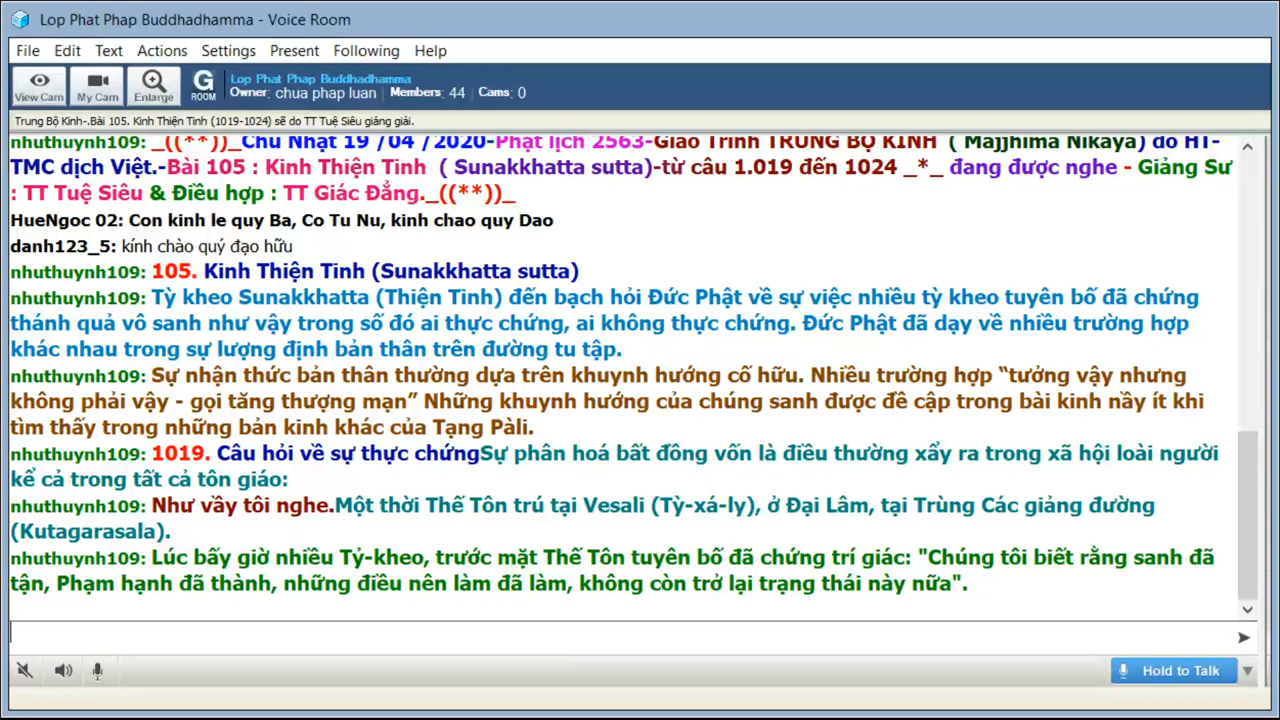 Lop Phat Phap Buddhadhamma - Voice Room
File Edit Text Actions Settings Present Following Help
View Cam My Cam Enlarge G ROOM Lop Phat Phap Buddhadhamma
Owner: chua phap luan Members: 44 Cams: 0
Trung Bộ Kinh-.Bài 105. Kinh Thiện Tinh (1019-1024) sẽ do TT Tuệ Siêu giảng giải.
nhuthuynh109: _((**))_Chủ Nhật 19 /04 /2020-Phật lịch 2563-Giáo Trình TRUNG BỘ KINH ( Majjhima Nikaya) do HT-
TMC dịch Việt.-Bài 105 : Kinh Thiện Tinh ( Sunakkhatta sutta)-từ câu 1.019 đến 1024 _*_ đang được nghe - Giảng Sư
: TT Tuệ Siêu & Điều hợp : TT Giác Đẳng._((**))_
HueNgoc 02: Con kinh le quy Ba, Co Tu Nu, kinh chao quy Dao
danh123_5: kính chào quý đạo hữu
nhuthuynh109: 105. Kinh Thiện Tinh (Sunakkhatta sutta)
nhuthuynh109: Tỳ kheo Sunakkhatta (Thiện Tinh) đến bạch hỏi Đức Phật về sự việc nhiều tỳ kheo tuyên bố đã chứng
thánh quả vô sanh như vậy trong số đó ai thực chứng, ai không thực chứng. Đức Phật đã dạy về nhiều trường hợp
khác nhau trong sự lượng định bản thân trên đường tu tập.
nhuthuynh109: Sự nhận thức bản thân thường dựa trên khuynh hướng cố hữu. Nhiều trường hợp “tưởng vậy nhưng
không phải vậy - gọi tăng thượng mạn” Những khuynh hướng của chúng sanh được đề cập trong bài kinh nầy ít khi
tìm thấy trong những bản kinh khác của Tạng Pàli.
nhuthuynh109: 1019. Câu hỏi về sự thực chứngSự phân hoá bất đồng vốn là điều thường xẩy ra trong xã hội loài người
kể cả trong tất cả tôn giáo:
nhuthuynh109: Như vầy tôi nghe.Một thời Thế Tôn trú tại Vesali (Tỳ-xá-ly), ở Đại Lâm, tại Trùng Các giảng đường
(Kutagarasala).
nhuthuynh109: Lúc bấy giờ nhiều Tỷ-kheo, trước mặt Thế Tôn tuyên bố đã chứng trí giác: "Chúng tôi biết rằng sanh đã
tận, Phạm hạnh đã thành, những điều nên làm đã làm, không còn trở lại trạng thái này nữa".
Hold to Talk